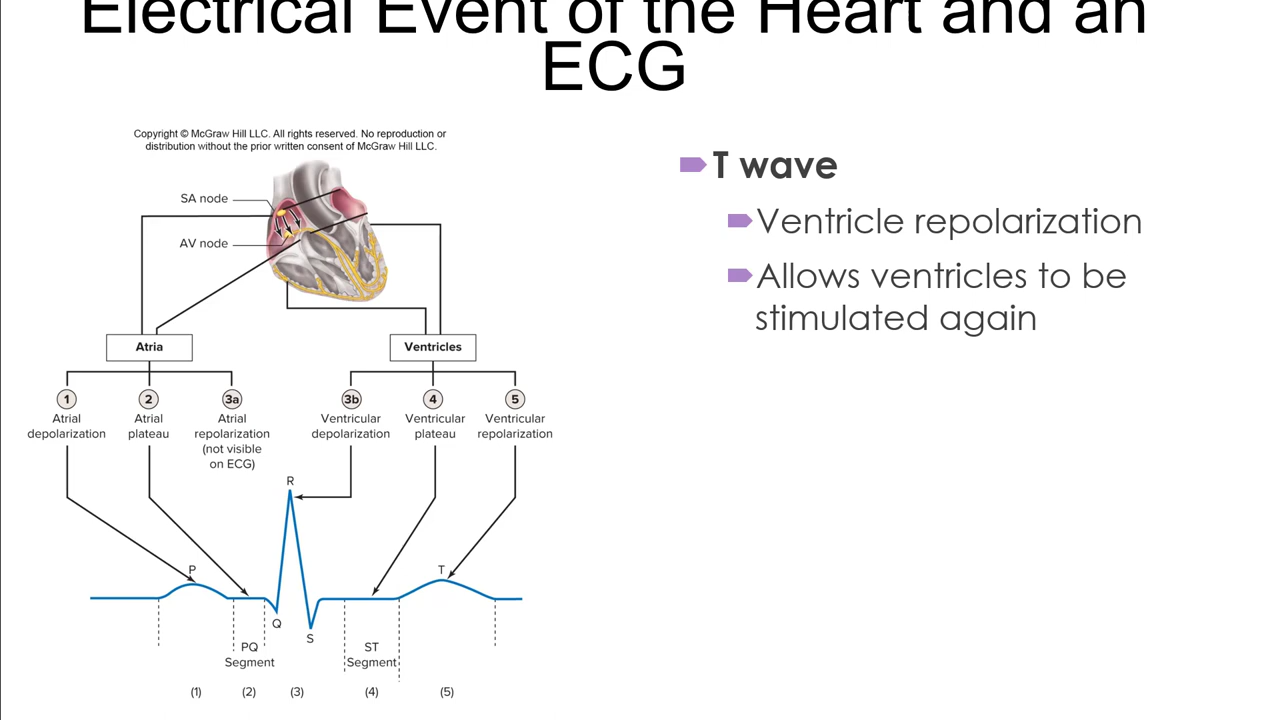 Electrical Event of the Heart and an
ECG
Copyright © McGraw Hill LLC. All rights reserved. No reproduction or
distribution without the prior written consent of McGraw Hill LLC.
SA node
AV node
Atria
Ventricles
1
2
3a
3b
4
5
Atrial
depolarization
Atrial
plateau
Atrial
repolarization
(not visible
on ECG)
Ventricular
depolarization
Ventricular
plateau
Ventricular
repolarization
R
P
T
Q
S
PQ
Segment
ST
Segment
(1)
(2)
(3)
(4)
(5)
T wave
Ventricle repolarization
Allows ventricles to be
stimulated again